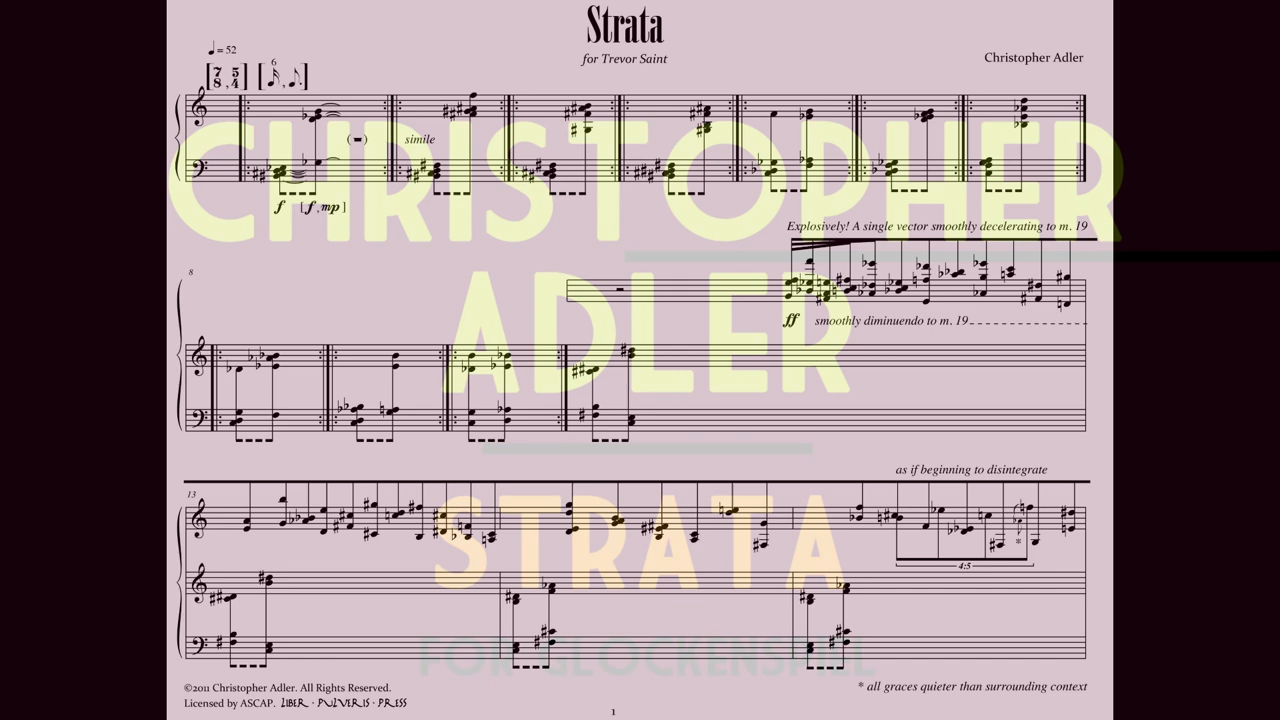 Strata
for Trevor Saint
Christopher Adler
♩ = 52
[7/8, 5/4] [ 6 , ]
simile
CHRISTOPHER
f [f, mp]
Explosively! A single vector smoothly decelerating to m. 19
8
ADLER
ff smoothly diminuendo to m. 19
as if beginning to disintegrate
13
STRATA
*
4:5
FOR GLOCKENSPIEL
©2011 Christopher Adler. All Rights Reserved.
* all graces quieter than surrounding context
Licensed by ASCAP. LIBER · PULVERIS · PRESS
1